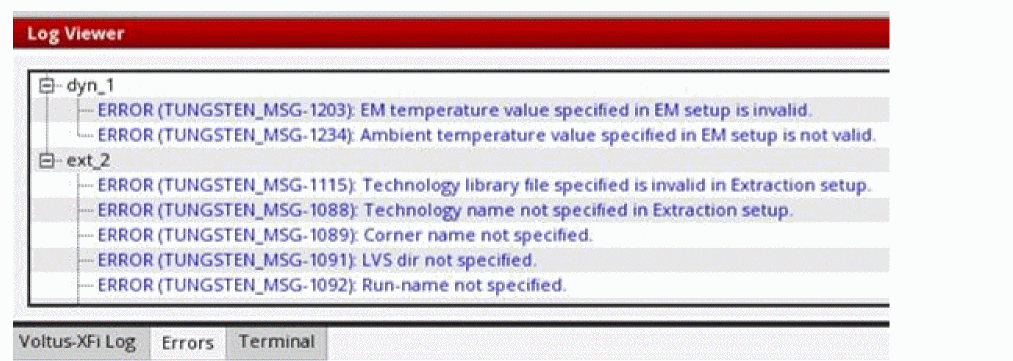 Log Viewer
dyn_1
ERROR (TUNGSTEN_MSG-1203): EM temperature value specified in EM setup is invalid.
ERROR (TUNGSTEN_MSG-1234): Ambient temperature value specified in EM setup is not valid.
ext_2
ERROR (TUNGSTEN_MSG-1115): Technology library file specified is invalid in Extraction setup.
ERROR (TUNGSTEN_MSG-1088): Technology name not specified in Extraction setup.
ERROR (TUNGSTEN_MSG-1089): Corner name not specified.
ERROR (TUNGSTEN_MSG-1091): LVS dir not specified.
ERROR (TUNGSTEN_MSG-1092): Run-name not specified.
Voltus-XFi Log Errors Terminal